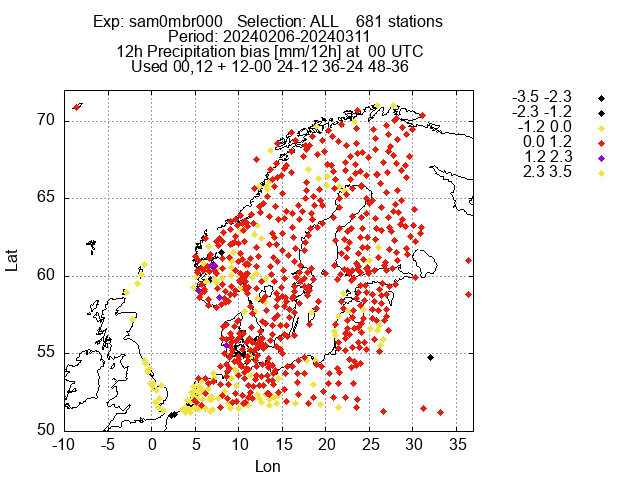 Exp: sam0mbr000   Selection: ALL    681 stations
Period: 20240206-20240311
12h Precipitation bias [mm/12h] at  00 UTC
Used 00,12 + 12-00 24-12 36-24 48-36
-3.5 -2.3
-2.3 -1.2
-1.2 0.0
0.0 1.2
1.2 2.3
2.3 3.5
70
65
60
55
50
Lat
-10 -5 0 5 10 15 20 25 30 35
Lon